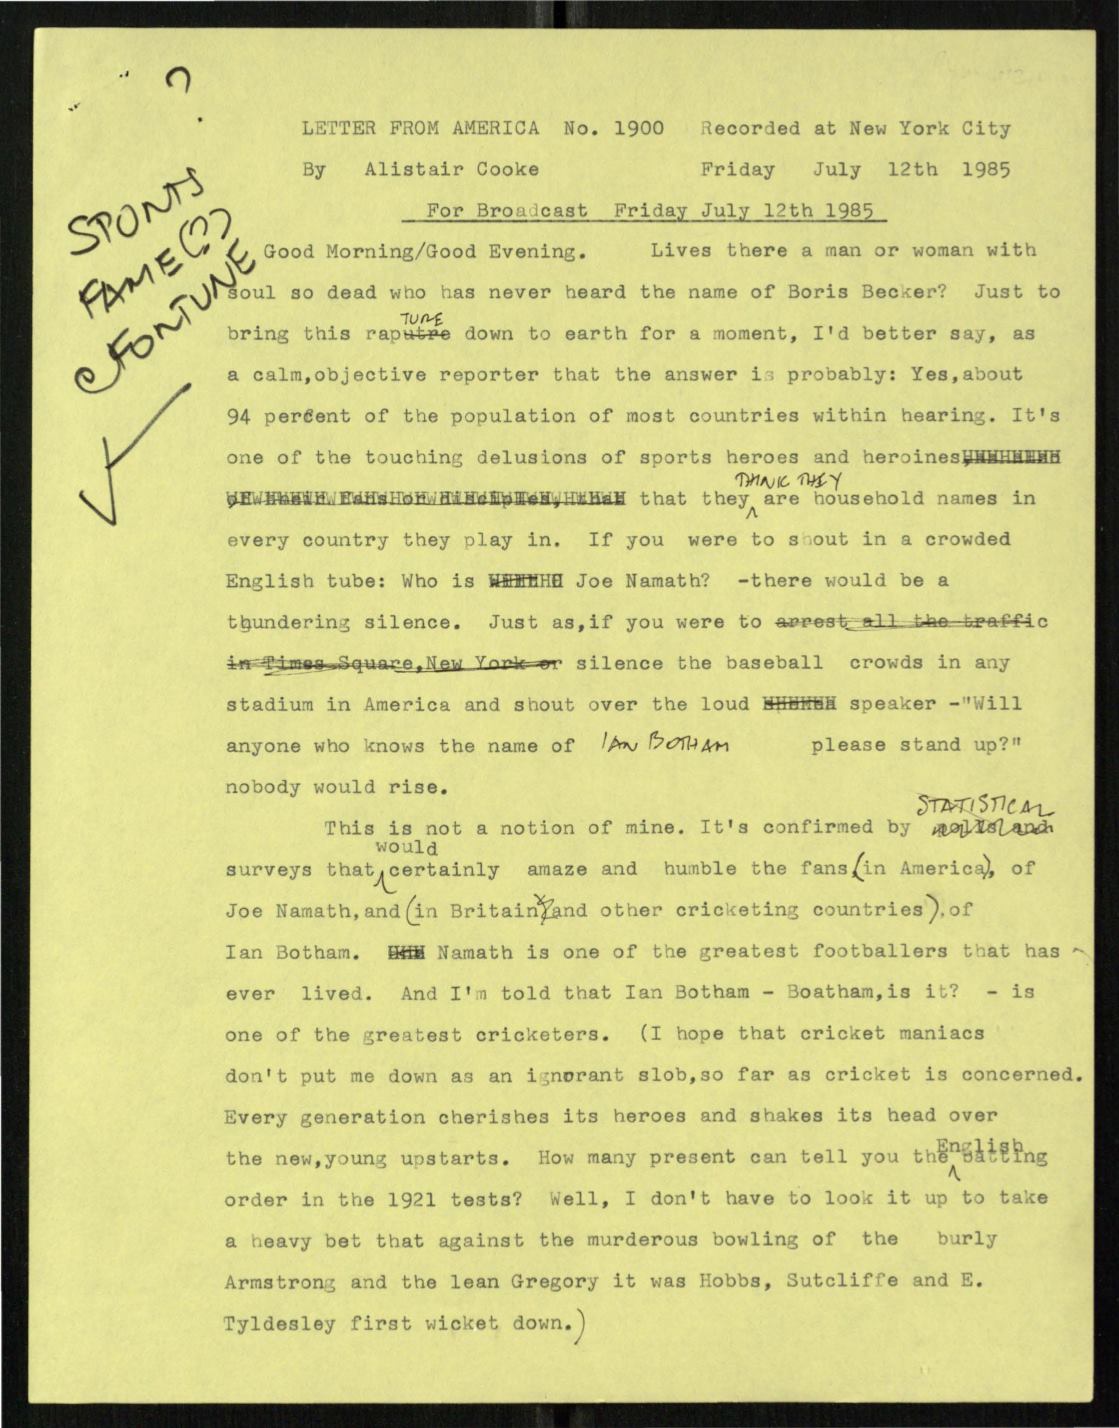 ?
SPORTS
FAME(?)
FORTUNE
LETTER FROM AMERICA No. 1900 Recorded at New York City
By Alistair Cooke Friday July 12th 1985
For Broadcast Friday July 12th 1985
Good Morning/Good Evening. Lives there a man or woman with
soul so dead who has never heard the name of Boris Becker? Just to
TURE
bring this raputre down to earth for a moment, I'd better say, as
a calm,objective reporter that the answer is probably: Yes,about
94 percent of the population of most countries within hearing. It's
one of the touching delusions of sports heroes and heroines,
THINK THEY
that they are household names in
every country they play in. If you were to shout in a crowded
English tube: Who is Joe Namath? -there would be a
thundering silence. Just as,if you were to arrest all the traffic
in Times Square,New York or silence the baseball crowds in any
stadium in America and shout over the loud speaker -"Will
anyone who knows the name of IAN BOTHAM please stand up?"
nobody would rise.
STATISTICAL
This is not a notion of mine. It's confirmed by polls and
would
surveys that certainly amaze and humble the fans,(in America), of
Joe Namath,and (in Britain and other cricketing countries),of
Ian Botham. Namath is one of the greatest footballers that has
ever lived. And I'm told that Ian Botham - Boatham,is it? - is
one of the greatest cricketers. (I hope that cricket maniacs
don't put me down as an ignorant slob,so far as cricket is concerned.
Every generation cherishes its heroes and shakes its head over
English
the new,young upstarts. How many present can tell you the batting
order in the 1921 tests? Well, I don't have to look it up to take
a heavy bet that against the murderous bowling of the burly
Armstrong and the lean Gregory it was Hobbs, Sutcliffe and E.
Tyldesley first wicket down.)